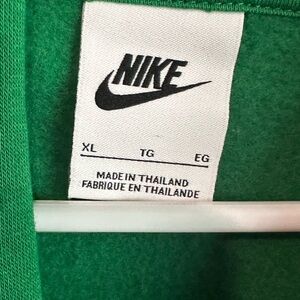 NIKE
XL TG EG
MADE IN THAILAND
FABRIQUE EN THAILANDE